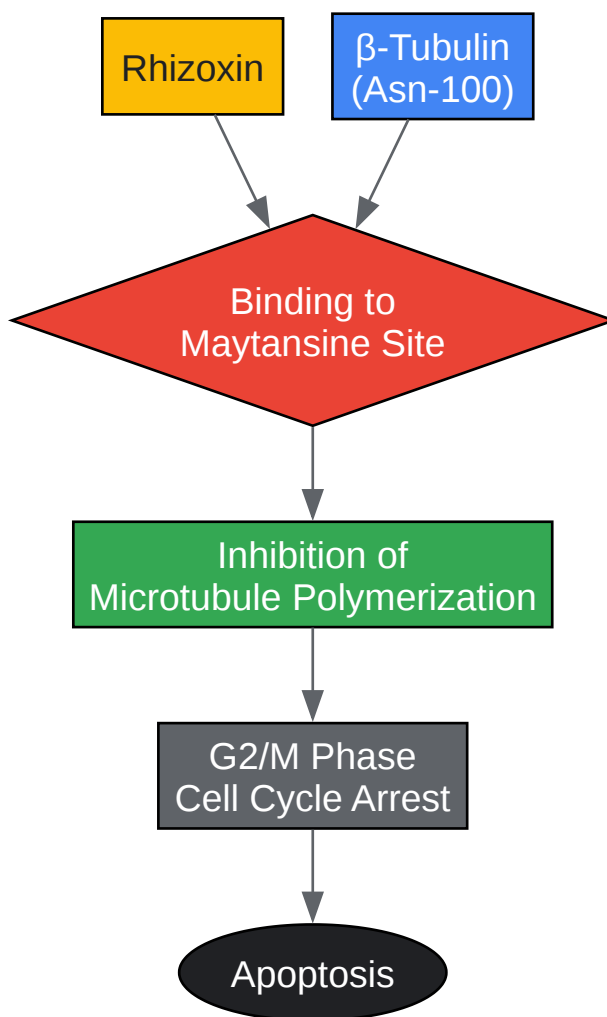 Rhizoxin
β-Tubulin
(Asn-100)
Binding to
Maytansine Site
Inhibition of
Microtubule Polymerization
G2/M Phase
Cell Cycle Arrest
Apoptosis